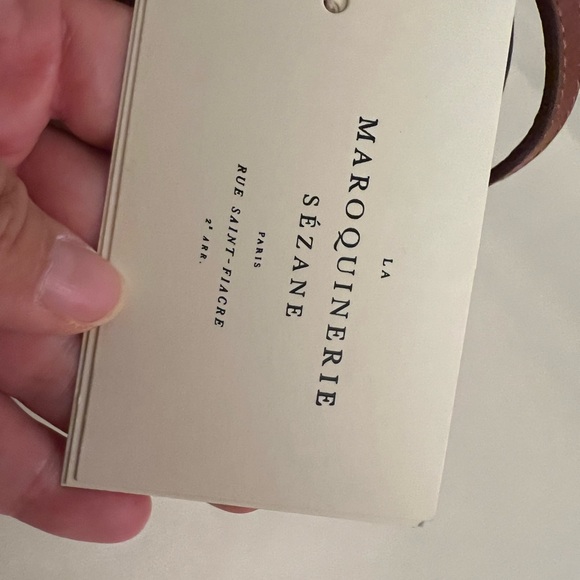 LA
MAROQUINERIE
SÉZANE
PARIS
RUE SAINT-FIACRE
2e ARR.